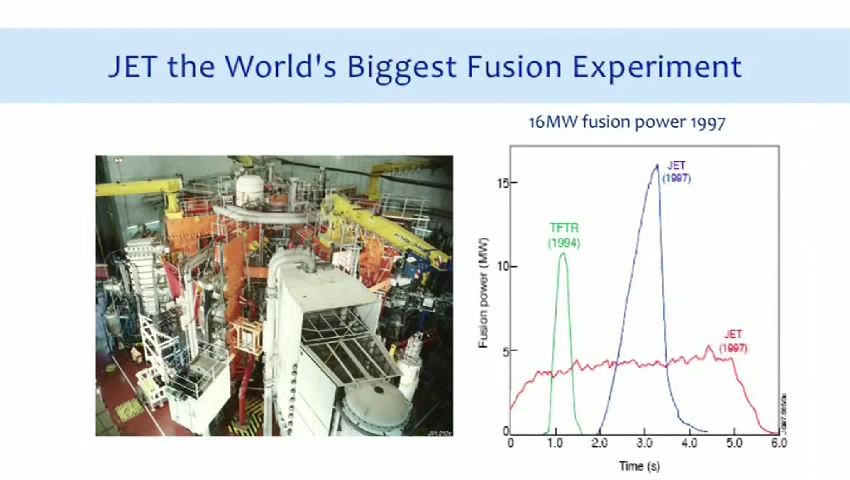 JET the World's Biggest Fusion Experiment
16MW fusion power 1997
JET
(1997)
TFTR
(1994)
JET
(1997)
Fusion power (MW)
15
10
5
0
0 1.0 2.0 3.0 4.0 5.0 6.0
Time (s)